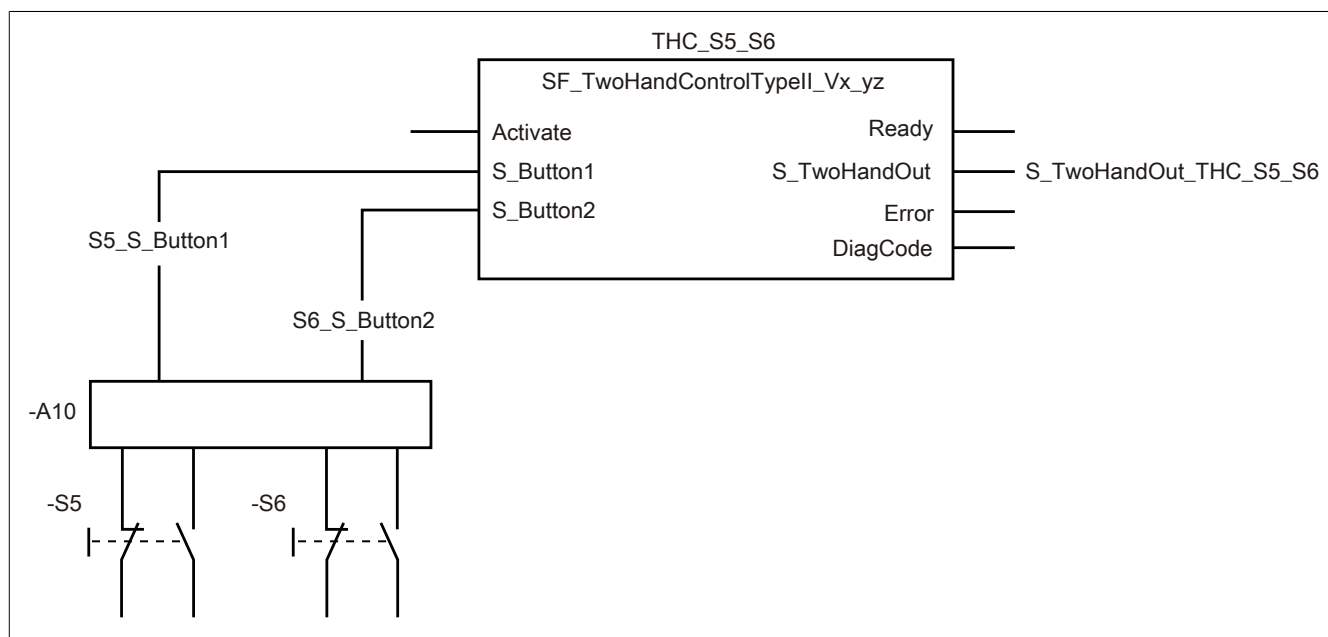 THC_S5_S6
SF_TwoHandControlTypeII_Vx_yz
Activate
Ready
S_Button1
S_TwoHandOut
S_TwoHandOut_THC_S5_S6
S_Button2
Error
DiagCode
S5_S_Button1
S6_S_Button2
-A10
-S5
-S6